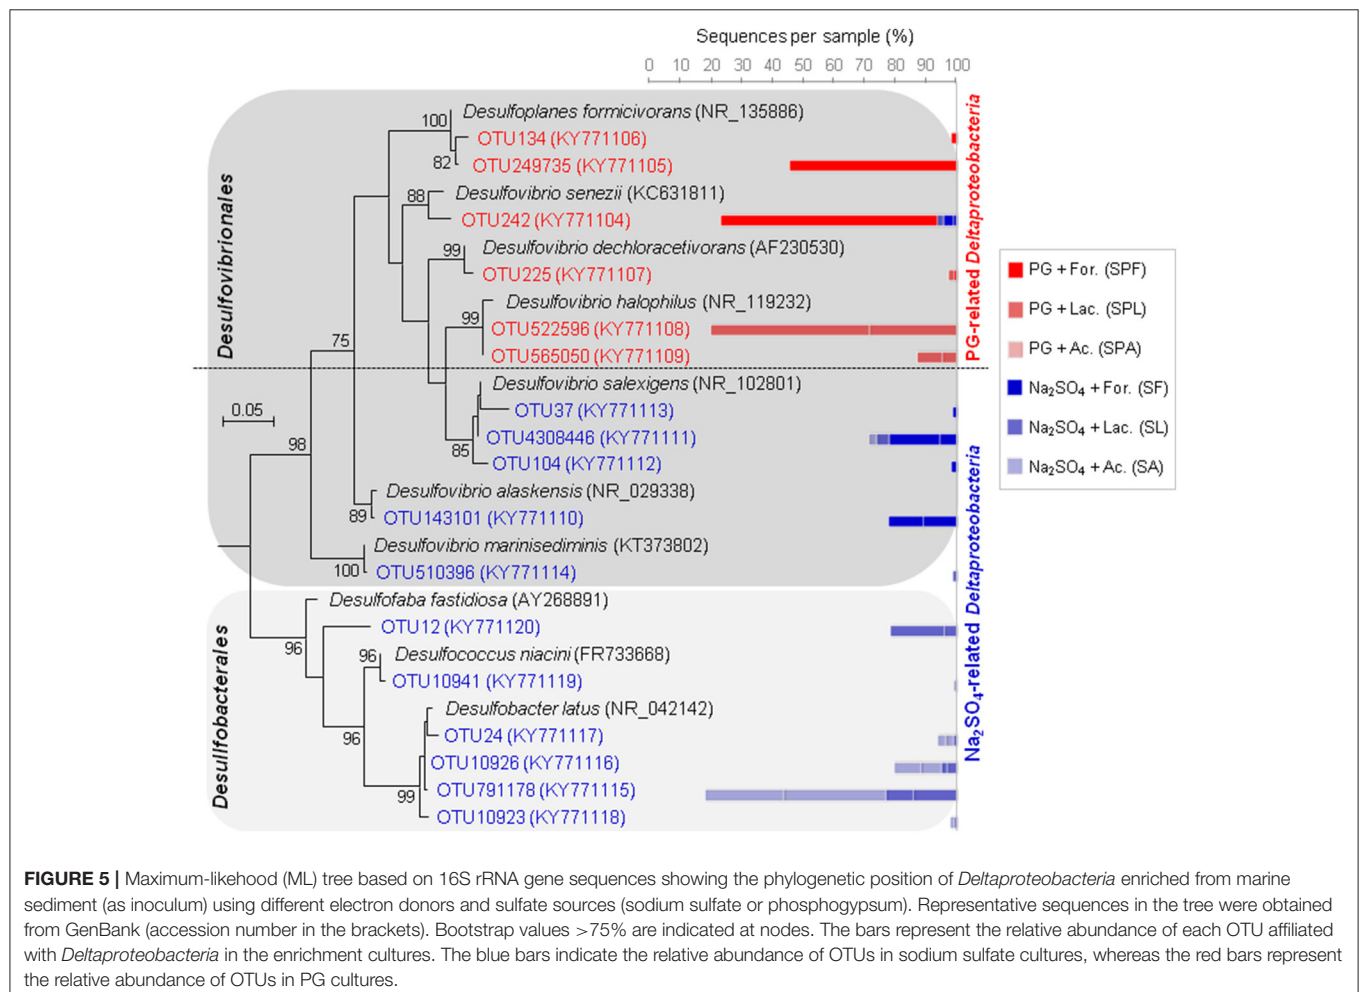 Sequences per sample (%)
0 10 20 30 40 50 60 70 80 90 100
Desulfovibrionales
Desulfoplanes formicivorans (NR_135886)
100
OTU134 (KY771106)
82
OTU249735 (KY771105)
Desulfovibrio senezii (KC631811)
88
OTU242 (KY771104)
Desulfovibrio dechloracetivorans (AF230530)
99
OTU225 (KY771107)
Desulfovibrio halophilus (NR_119232)
99
OTU522596 (KY771108)
75
OTU565050 (KY771109)
Desulfovibrio salexigens (NR_102801)
0.05
OTU37 (KY771113)
OTU4308446 (KY771111)
98
85
OTU104 (KY771112)
Desulfovibrio alaskensis (NR_029338)
89
OTU143101 (KY771110)
Desulfovibrio marinisediminis (KT373802)
100
OTU510396 (KY771114)
Desulfobacterales
Desulfofaba fastidiosa (AY268891)
OTU12 (KY771120)
96
96
Desulfococcus niacini (FR733668)
OTU10941 (KY771119)
Desulfobacter latus (NR_042142)
96
OTU24 (KY771117)
OTU10926 (KY771116)
OTU791178 (KY771115)
99
OTU10923 (KY771118)
PG-related Deltaproteobacteria
Na₂SO₄-related Deltaproteobacteria
PG + For. (SPF)
PG + Lac. (SPL)
PG + Ac. (SPA)
Na₂SO₄ + For. (SF)
Na₂SO₄ + Lac. (SL)
Na₂SO₄ + Ac. (SA)
FIGURE 5 | Maximum-likehood (ML) tree based on 16S rRNA gene sequences showing the phylogenetic position of Deltaproteobacteria enriched from marine
sediment (as inoculum) using different electron donors and sulfate sources (sodium sulfate or phosphogypsum). Representative sequences in the tree were obtained
from GenBank (accession number in the brackets). Bootstrap values >75% are indicated at nodes. The bars represent the relative abundance of each OTU affiliated
with Deltaproteobacteria in the enrichment cultures. The blue bars indicate the relative abundance of OTUs in sodium sulfate cultures, whereas the red bars represent
the relative abundance of OTUs in PG cultures.